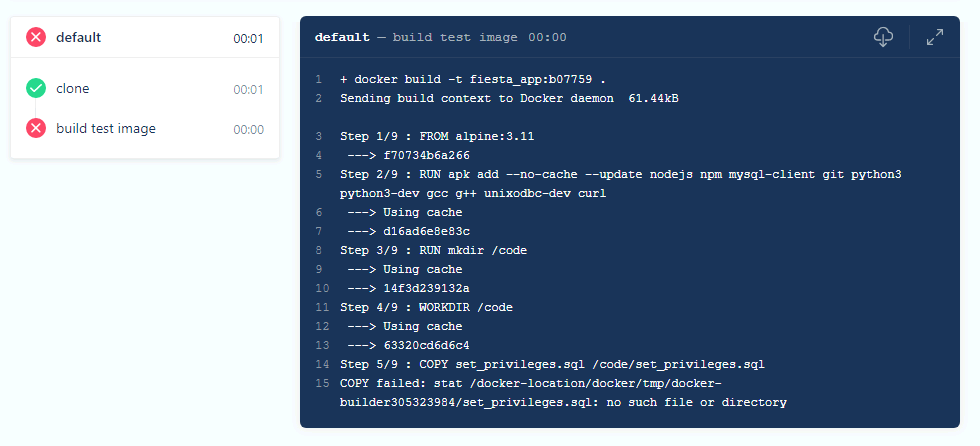 default 00:01
clone 00:01
build test image 00:00
default — build test image 00:00
1 + docker build -t fiesta_app:b07759 .
2 Sending build context to Docker daemon  61.44kB
3 Step 1/9 : FROM alpine:3.11
4  ---> f70734b6a266
5 Step 2/9 : RUN apk add --no-cache --update nodejs npm mysql-client git python3
python3-dev gcc g++ unixodbc-dev curl
6  ---> Using cache
7  ---> d16ad6e8e83c
8 Step 3/9 : RUN mkdir /code
9  ---> Using cache
10  ---> 14f3d239132a
11 Step 4/9 : WORKDIR /code
12  ---> Using cache
13  ---> 63320cd6d6c4
14 Step 5/9 : COPY set_privileges.sql /code/set_privileges.sql
15 COPY failed: stat /docker-location/docker/tmp/docker-
builder305323984/set_privileges.sql: no such file or directory